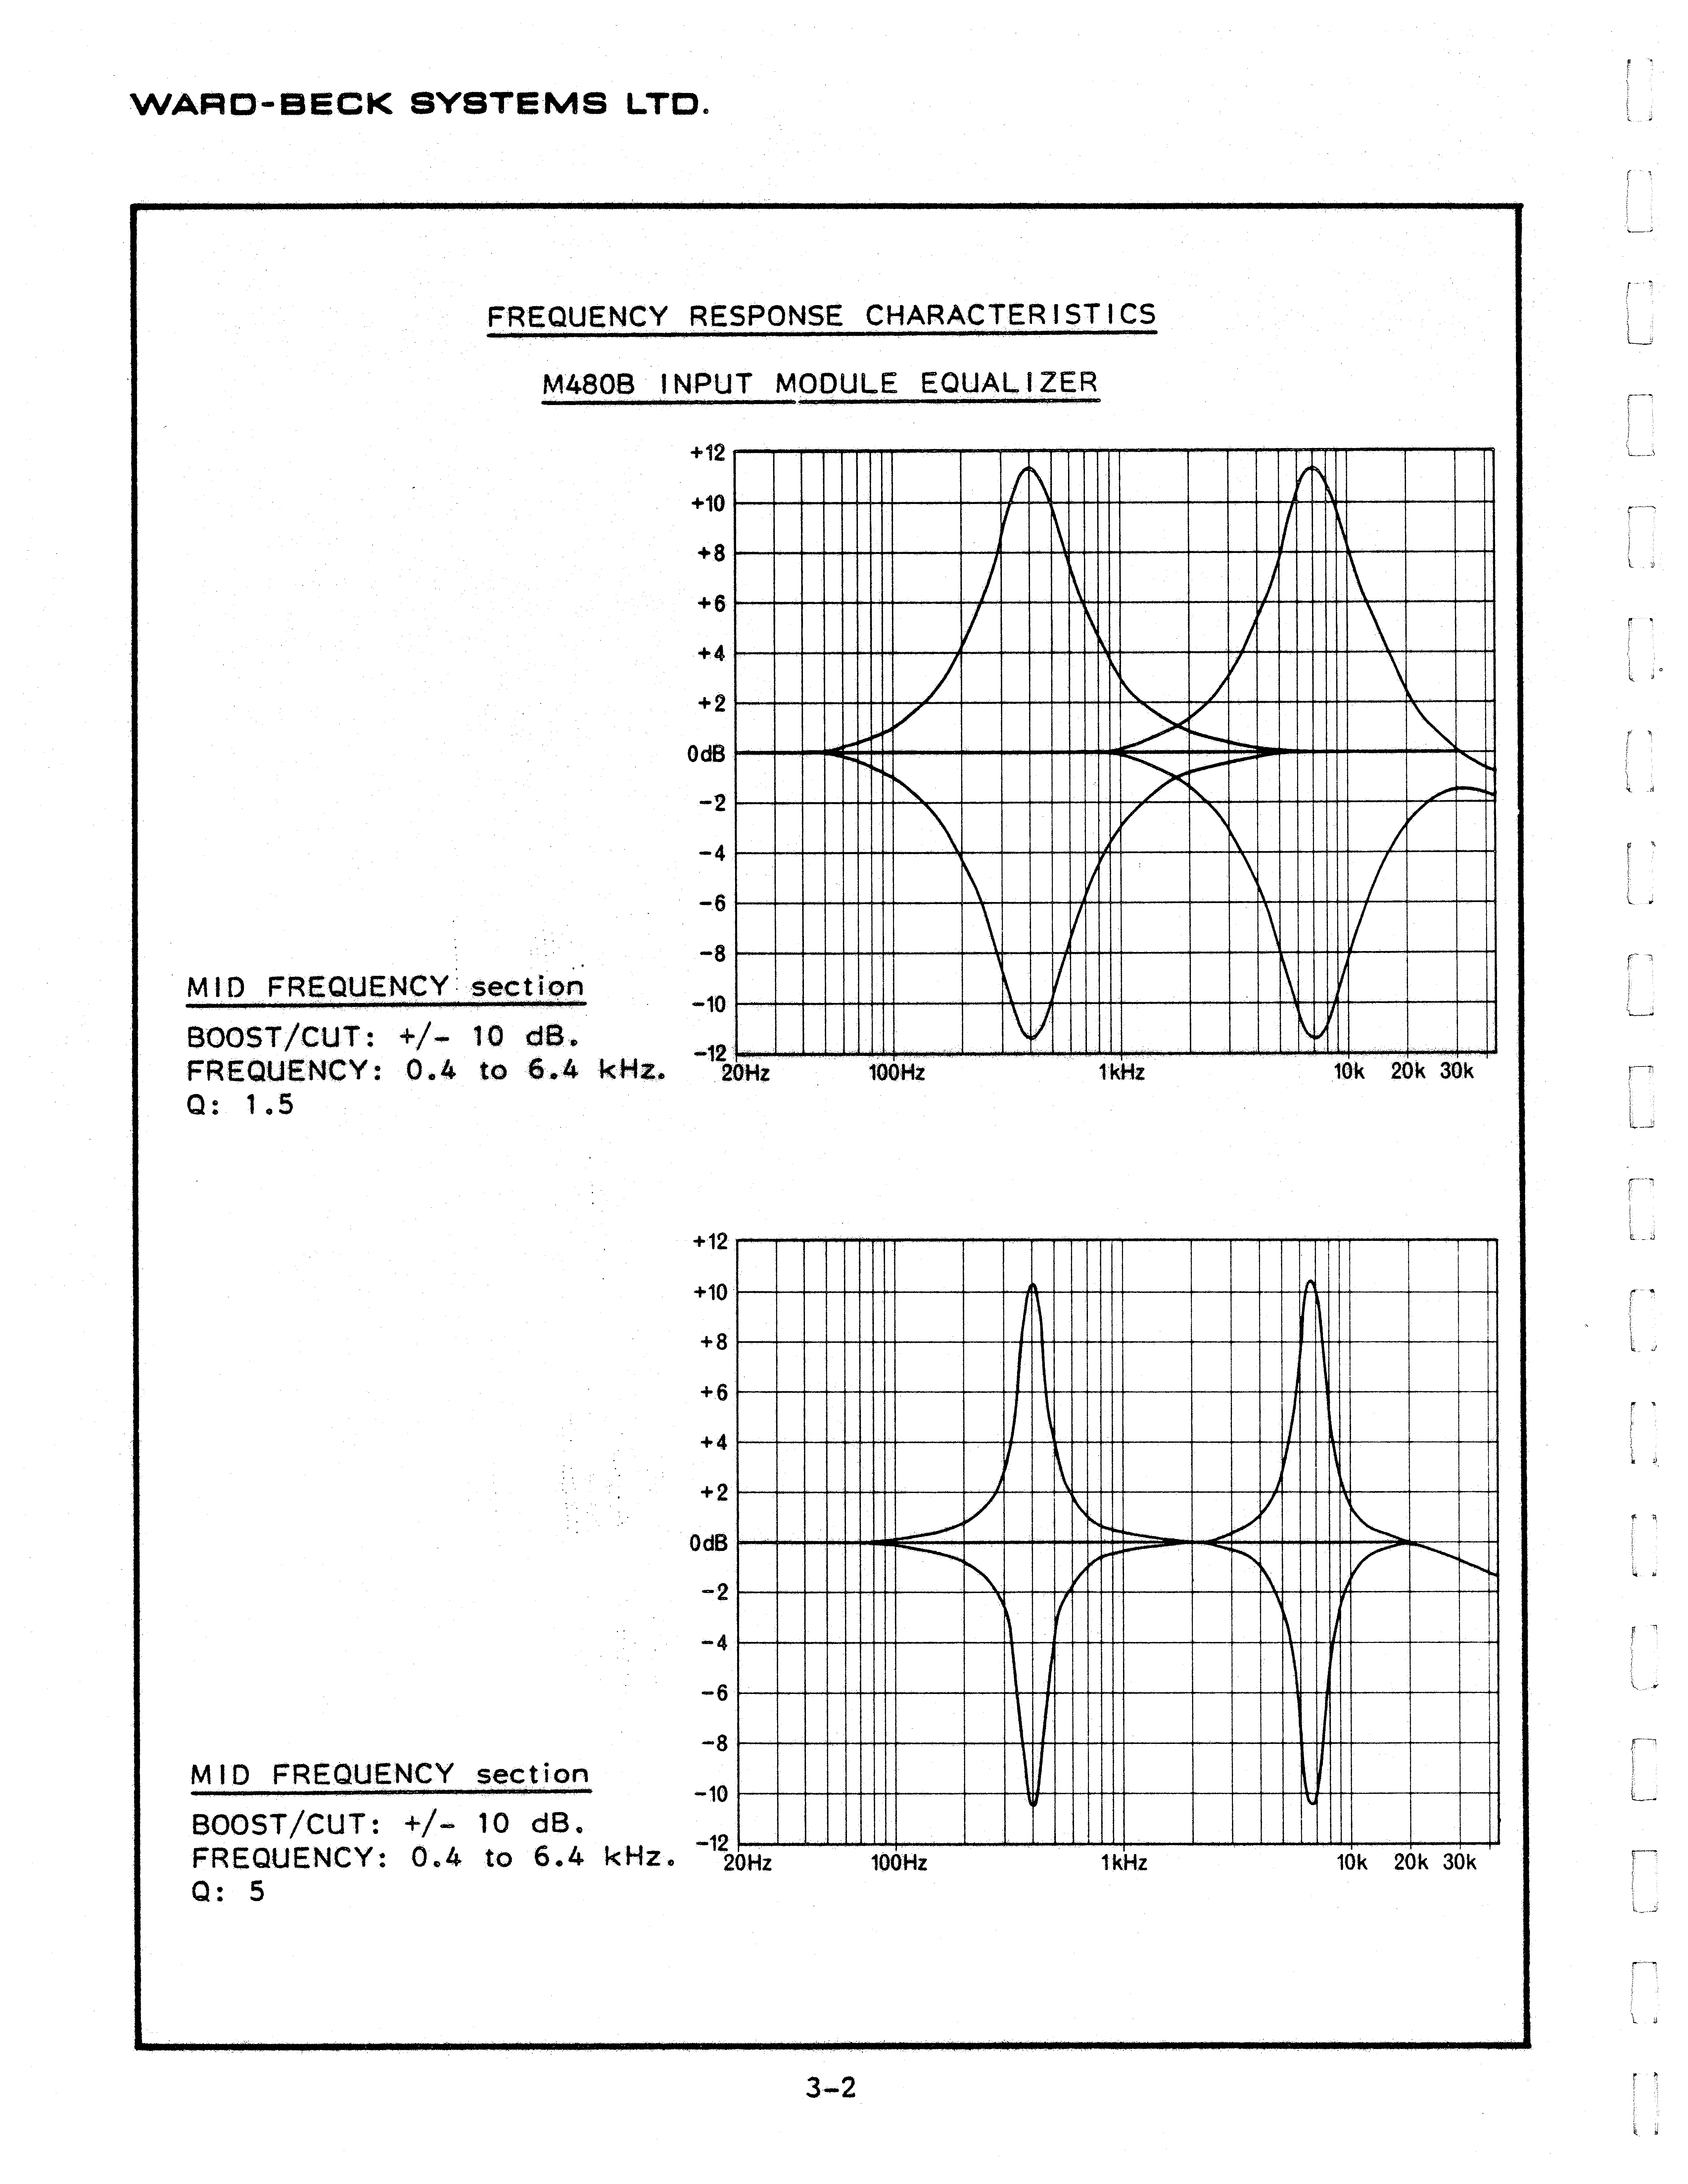 WARD-BECK SYSTEMS LTD.
FREQUENCY RESPONSE CHARACTERISTICS
M480B INPUT MODULE EQUALIZER
+12
+10
+8
+6
+4
+2
0dB
-2
-4
-6
-8
-10
-12
20Hz 100Hz 1kHz 10k 20k 30k
MID FREQUENCY section
BOOST/CUT: +/- 10 dB.
FREQUENCY: 0.4 to 6.4 kHz.
Q: 1.5
+12
+10
+8
+6
+4
+2
0dB
-2
-4
-6
-8
-10
-12
20Hz 100Hz 1kHz 10k 20k 30k
MID FREQUENCY section
BOOST/CUT: +/- 10 dB.
FREQUENCY: 0.4 to 6.4 kHz.
Q: 5
3-2